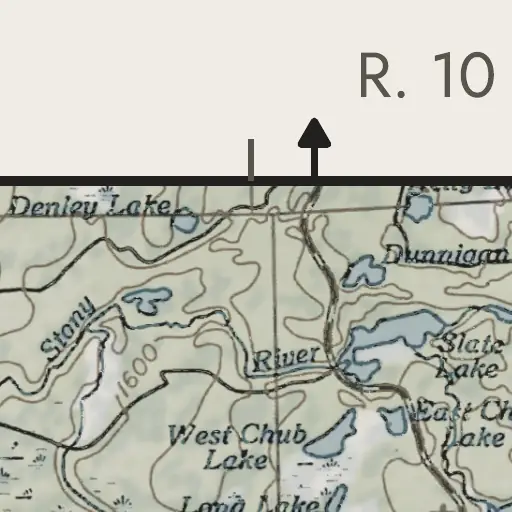 R. 10
Denley Lake
Dunnigan
Stony
River
Slate
Lake
1600
East Ch
Lake
West Chub
Lake
Long Lake